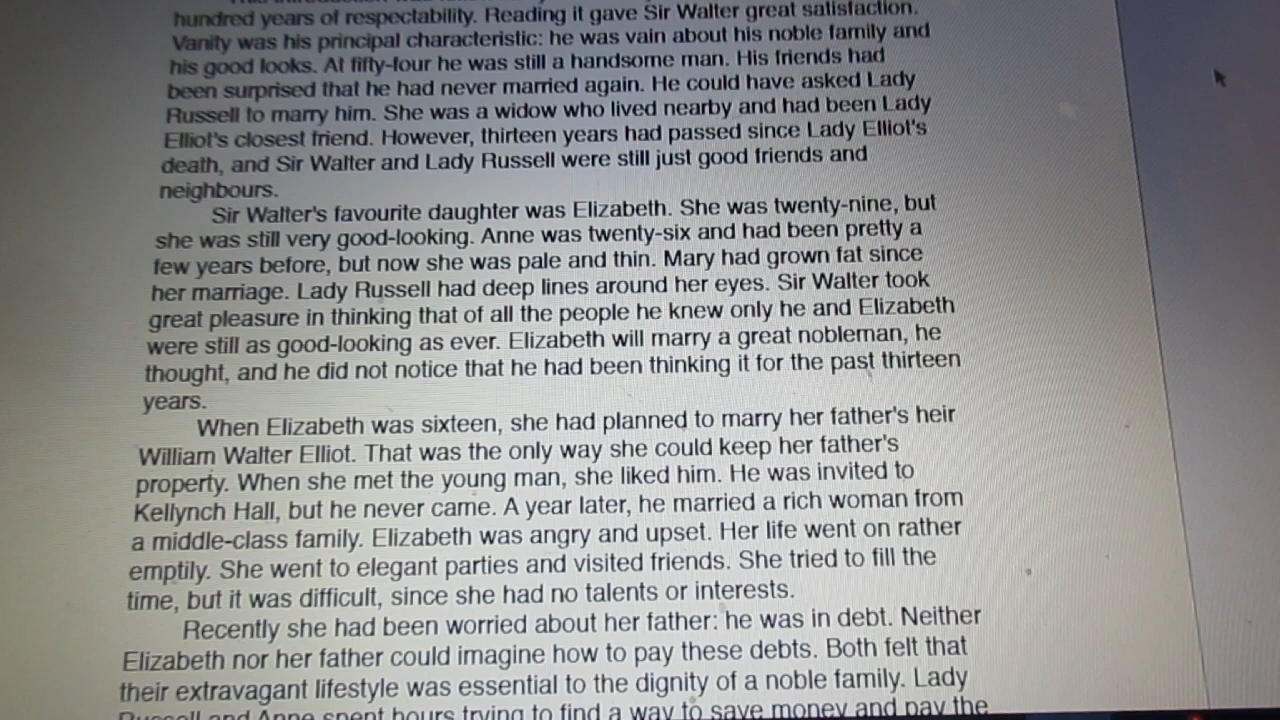 hundred years of respectability. Reading it gave Sir Walter great satisfaction.
Vanity was his principal characteristic: he was vain about his noble family and
his good looks. At fifty-four he was still a handsome man. His friends had
been surprised that he had never married again. He could have asked Lady
Russell to marry him. She was a widow who lived nearby and had been Lady
Elliot's closest friend. However, thirteen years had passed since Lady Elliot's
death, and Sir Walter and Lady Russell were still just good friends and
neighbours.
Sir Walter's favourite daughter was Elizabeth. She was twenty-nine, but
she was still very good-looking. Anne was twenty-six and had been pretty a
few years before, but now she was pale and thin. Mary had grown fat since
her marriage. Lady Russell had deep lines around her eyes. Sir Walter took
great pleasure in thinking that of all the people he knew only he and Elizabeth
were still as good-looking as ever. Elizabeth will marry a great nobleman, he
thought, and he did not notice that he had been thinking it for the past thirteen
years.
When Elizabeth was sixteen, she had planned to marry her father's heir
William Walter Elliot. That was the only way she could keep her father's
property. When she met the young man, she liked him. He was invited to
Kellynch Hall, but he never came. A year later, he married a rich woman from
a middle-class family. Elizabeth was angry and upset. Her life went on rather
emptily. She went to elegant parties and visited friends. She tried to fill the
time, but it was difficult, since she had no talents or interests.
Recently she had been worried about her father: he was in debt. Neither
Elizabeth nor her father could imagine how to pay these debts. Both felt that
their extravagant lifestyle was essential to the dignity of a noble family. Lady
Russell and Anne spent hours trying to find a way to save money and pay the